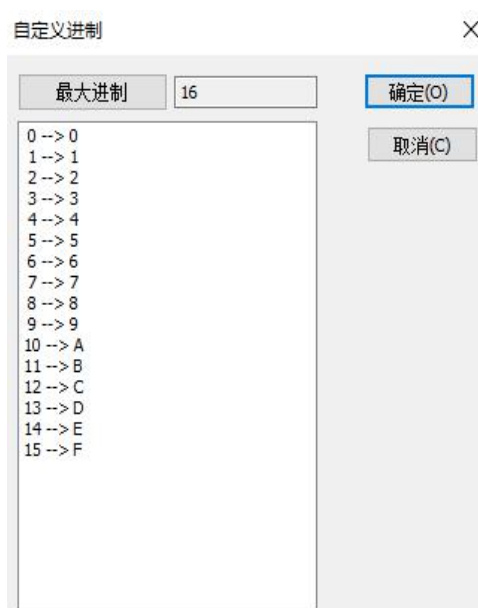 自定义进制
最大进制 16 确定(O)
取消(C)
0 --> 0
1 --> 1
2 --> 2
3 --> 3
4 --> 4
5 --> 5
6 --> 6
7 --> 7
8 --> 8
9 --> 9
10 --> A
11 --> B
12 --> C
13 --> D
14 --> E
15 --> F